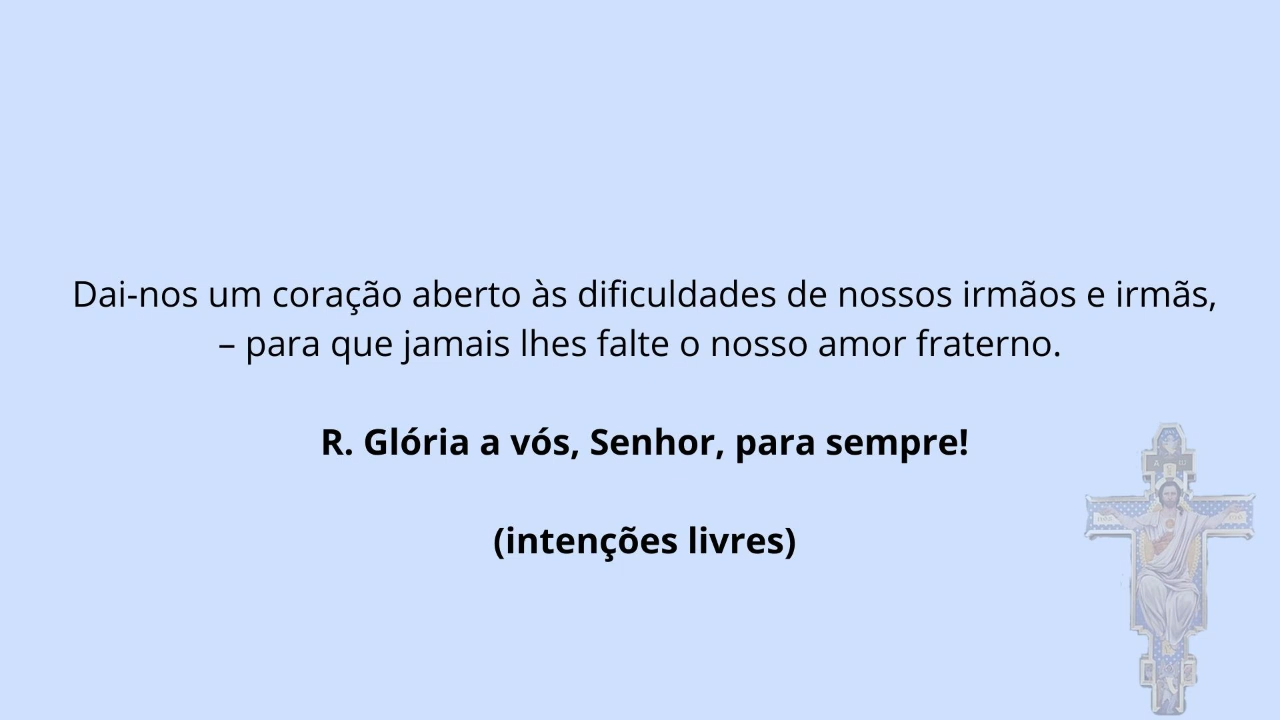 Dai-nos um coração aberto às dificuldades de nossos irmãos e irmãs,
– para que jamais lhes falte o nosso amor fraterno.
R. Glória a vós, Senhor, para sempre!
(intenções livres)